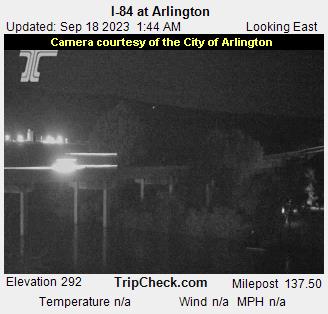 I-84 at Arlington
Updated: Sep 18 2023 1:44 AM Looking East
Camera courtesy of the City of Arlington
Elevation 292 TripCheck.com Milepost 137.50
Temperature n/a Wind n/a MPH n/a